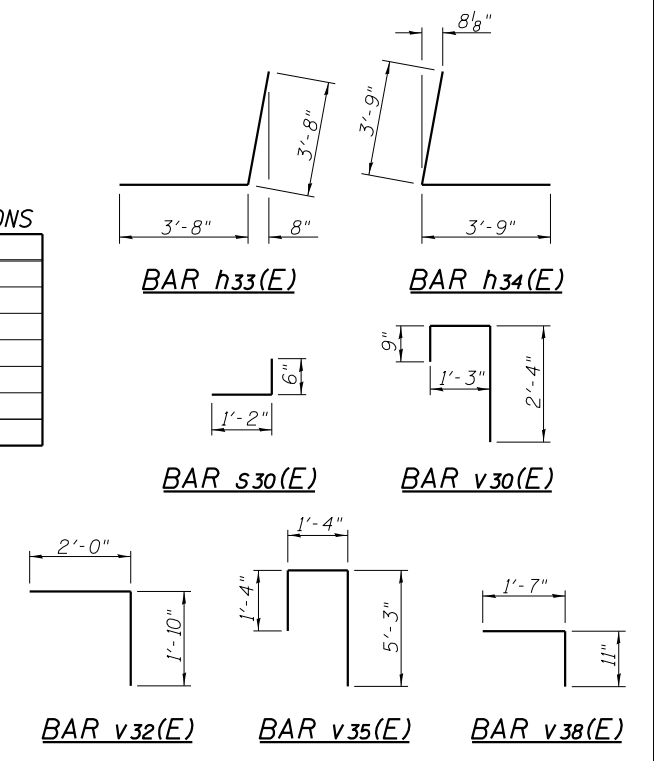 8 1/8"
3'-8"
3'-9"
ONS
3'-8"
8"
3'-9"
BAR h33(E)
BAR h34(E)
9"
6"
1'-3"
2'-4"
1'-2"
BAR s30(E)
BAR v30(E)
1'-4"
2'-0"
1'-4"
1'-7"
1'-10"
5'-3"
11"
BAR v32(E)
BAR v35(E)
BAR v38(E)